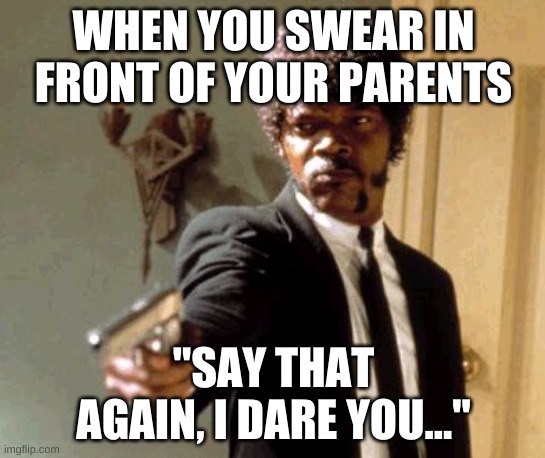 WHEN YOU SWEAR IN
FRONT OF YOUR PARENTS
"SAY THAT
AGAIN, I DARE YOU..."
imgflip.com